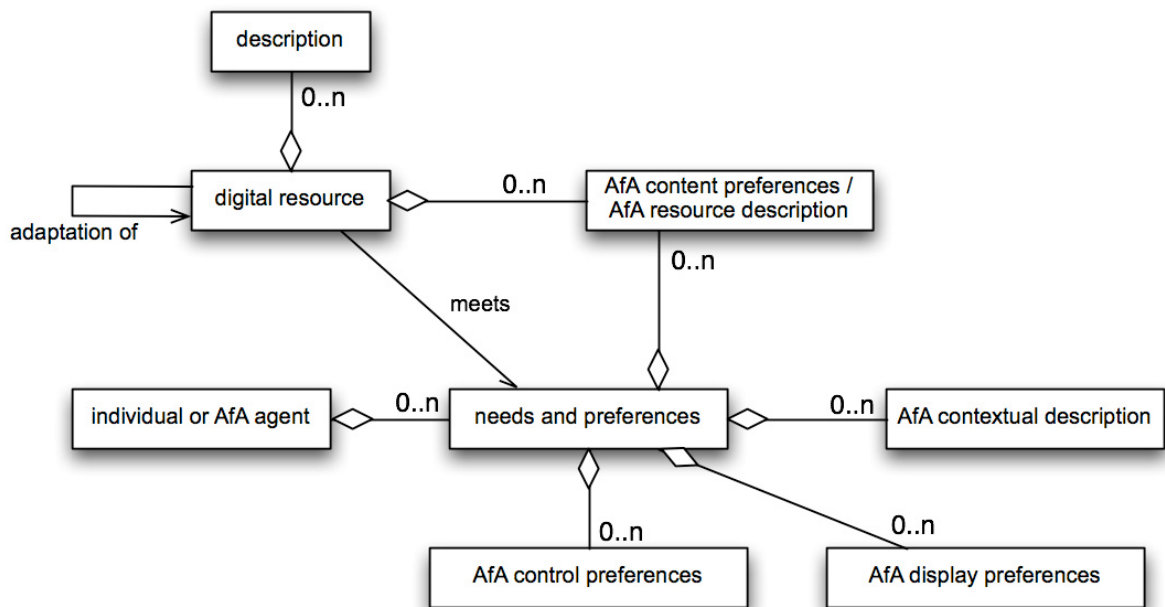 description
0..n
digital resource
0..n
AfA content preferences /
AfA resource description
adaptation of
0..n
meets
individual or AfA agent
0..n
needs and preferences
0..n
AfA contextual description
0..n
0..n
AfA control preferences
AfA display preferences